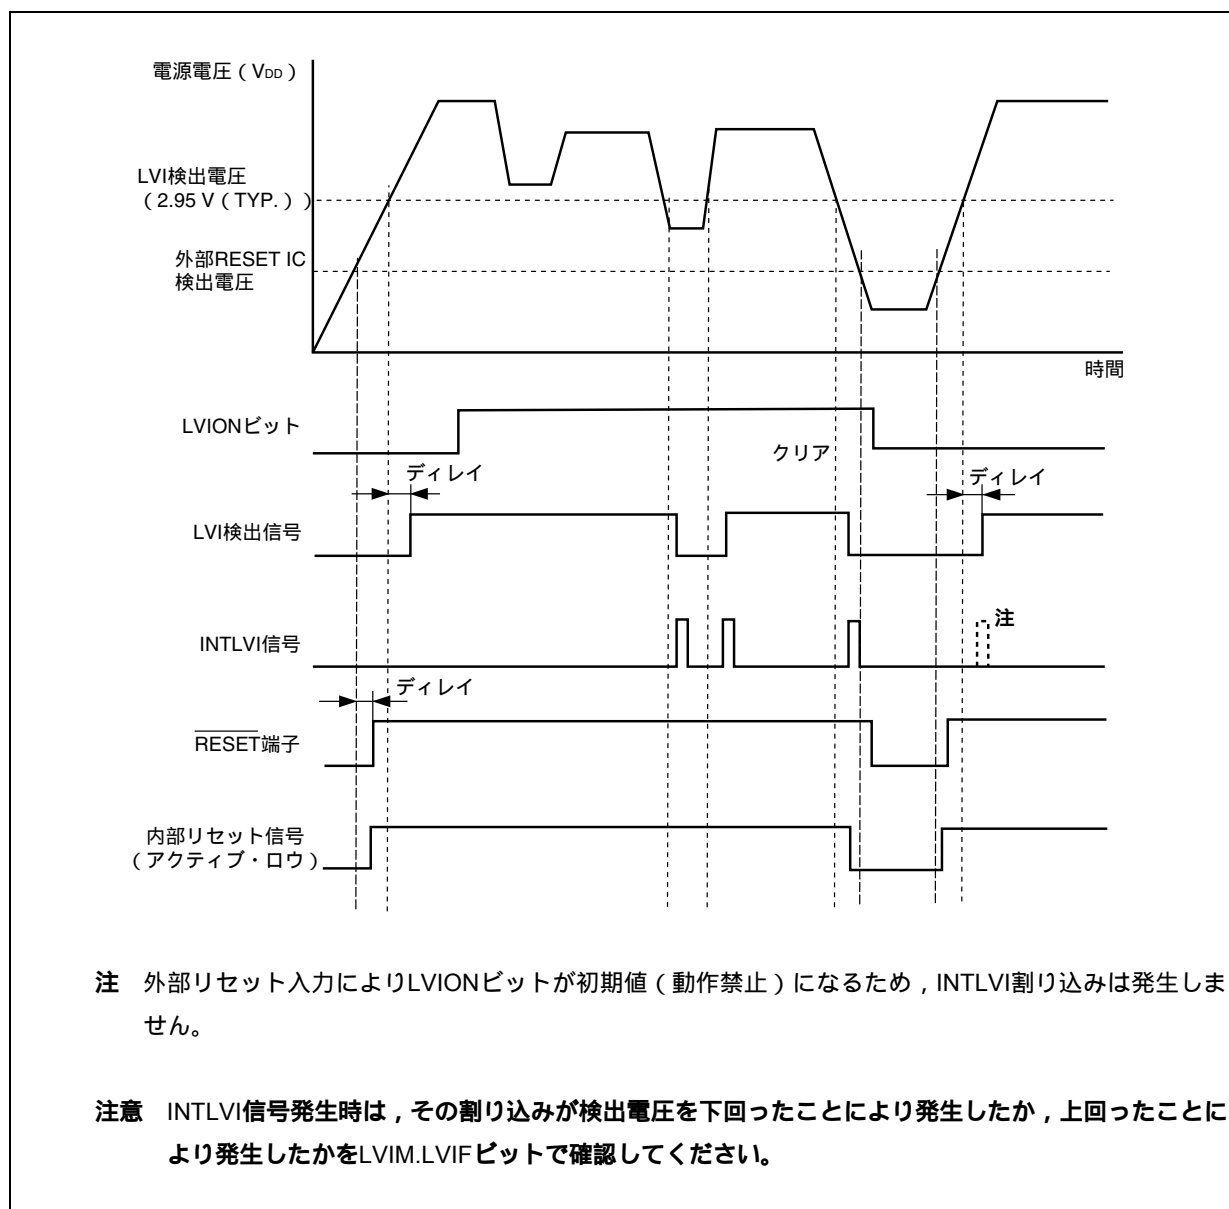 電源電圧（VDD）
LVI検出電圧
（2.95 V（TYP.））
外部RESET IC
検出電圧
時間
LVIONビット
クリア
ディレイ
ディレイ
LVI検出信号
注
INTLVI信号
ディレイ
RESET端子
内部リセット信号
（アクティブ・ロウ）
注　外部リセット入力によりLVIONビットが初期値（動作禁止）になるため，INTLVI割り込みは発生しま
せん。
注意　INTLVI信号発生時は，その割り込みが検出電圧を下回ったことにより発生したか，上回ったことに
より発生したかをLVIM.LVIFビットで確認してください。